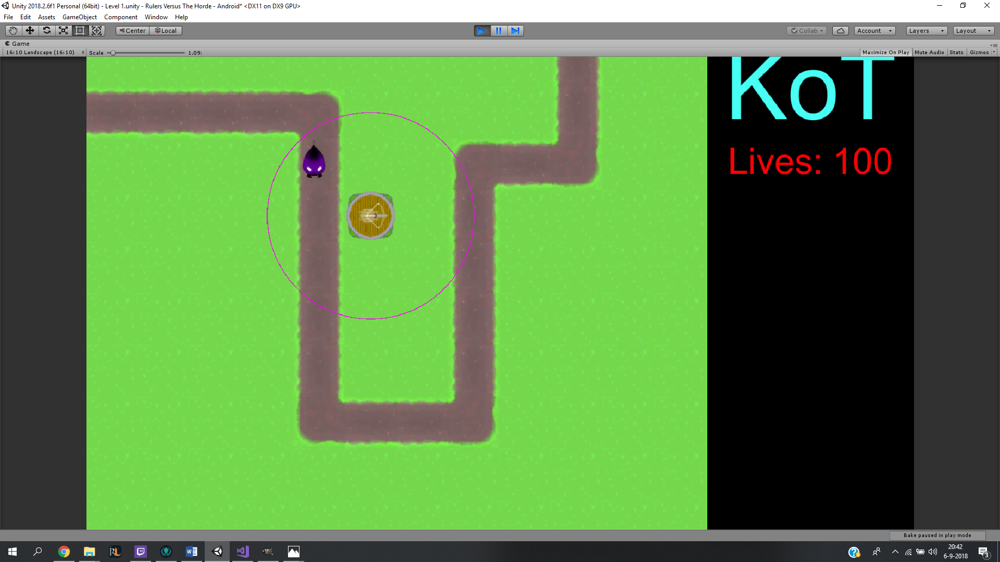 Unity 2018.2.6f1 Personal (64bit) - Level 1.unity - Rulers Versus The Horde - Android* <DX11 on DX9 GPU>
File Edit Assets GameObject Component Window Help
Center Local Collab Account Layers Layout
Game
16:10 Landscape (16:10) Scale 1.09: Maximize On Play Mute Audio Stats Gizmos
KoT
Lives: 100
Bake paused in play mode
20:42
6-9-2018
3